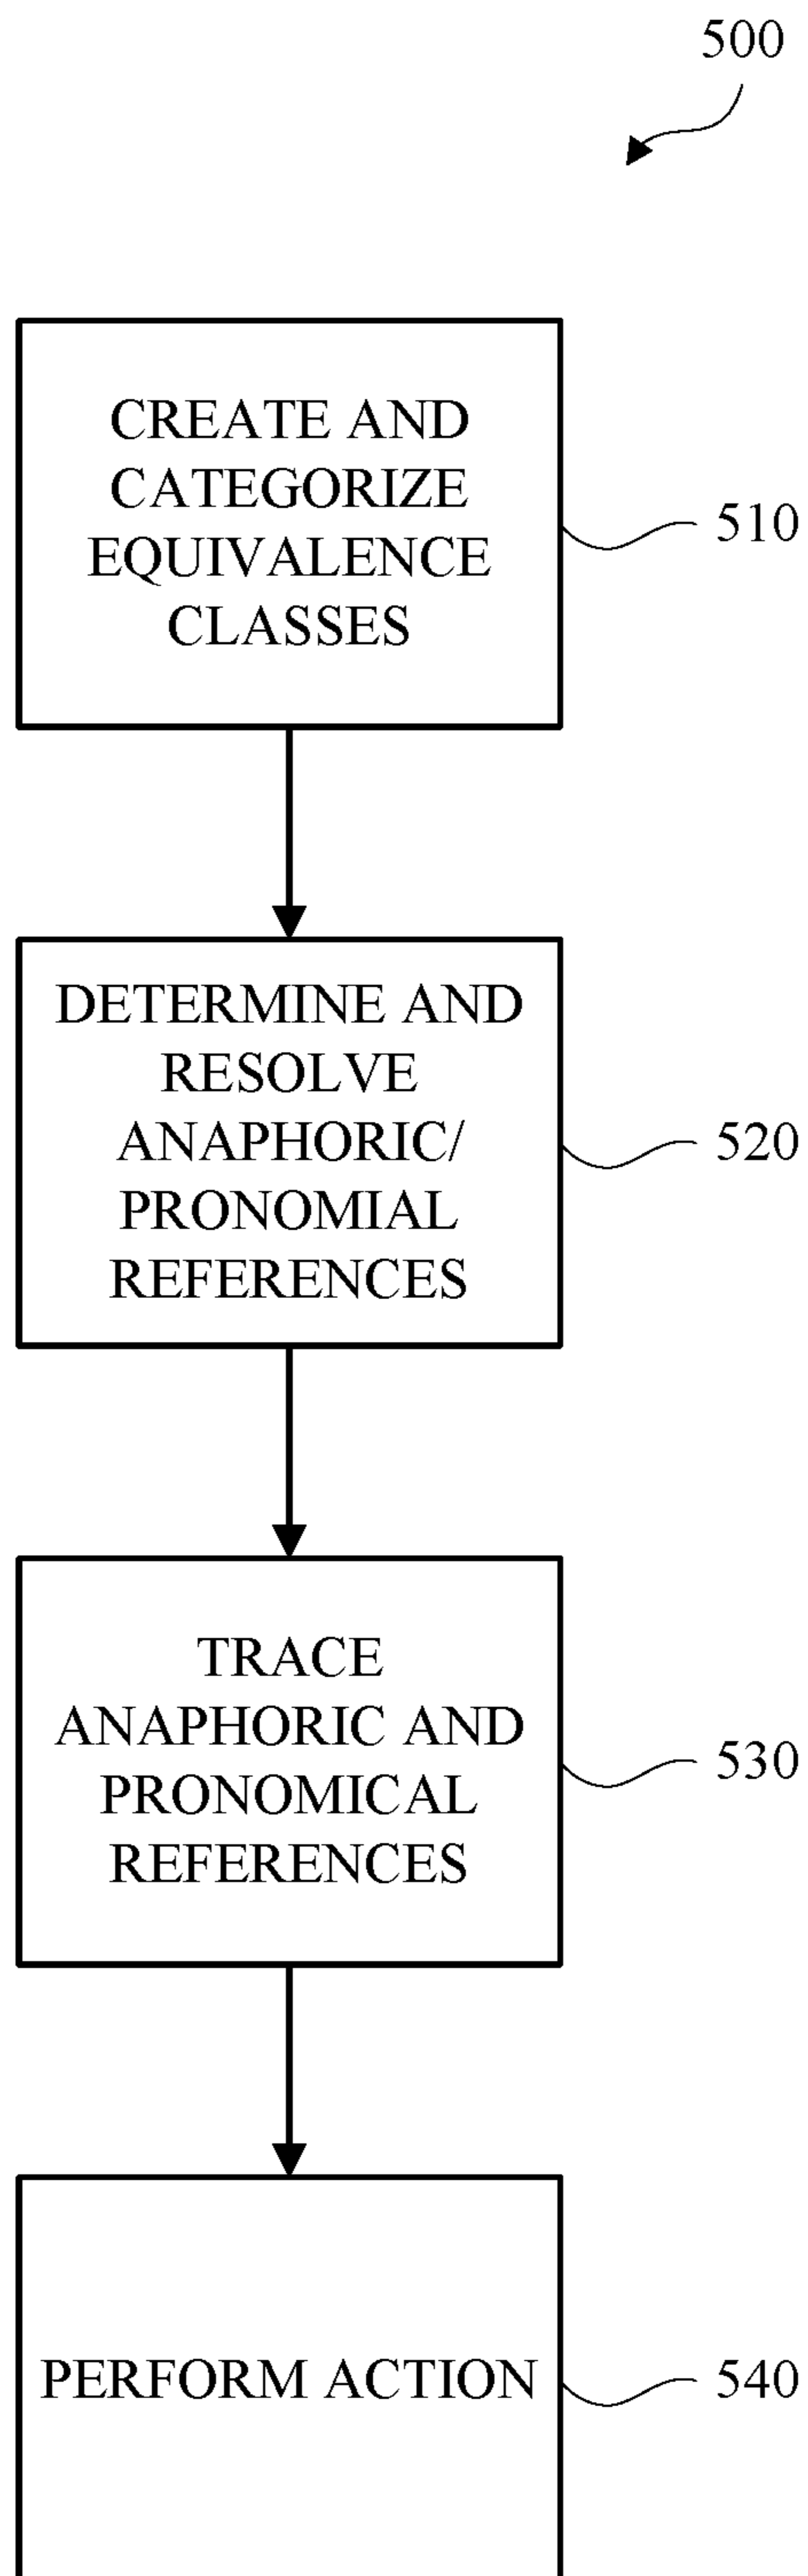 500
CREATE AND
CATEGORIZE
EQUIVALENCE
CLASSES
510
DETERMINE AND
RESOLVE
ANAPHORIC/
PRONOMIAL
REFERENCES
520
TRACE
ANAPHORIC AND
PRONOMICAL
REFERENCES
530
PERFORM ACTION
540